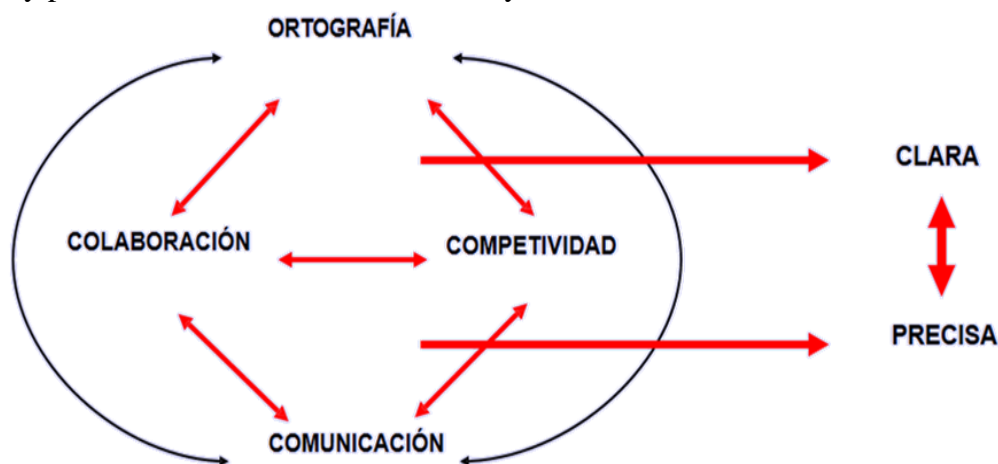 ORTOGRAFÍA
CLARA
COLABORACIÓN
COMPETIVIDAD
PRECISA
COMUNICACIÓN